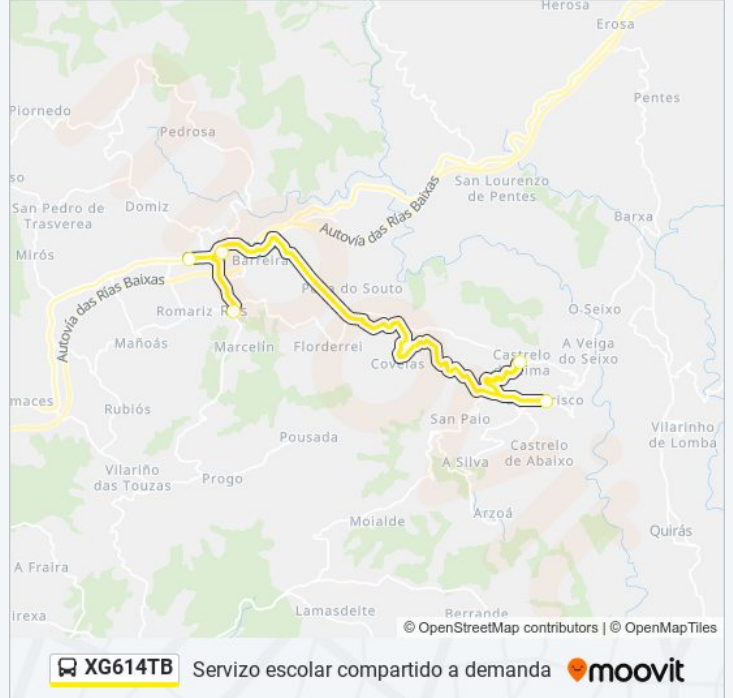 Herosa
Erosa
Piornedo
Pentes
Pedrosa
so
San Lourenzo
de Pentes
San Pedro de
Trasverea
Domiz
Barxa
Autovía das Rías Baixas
Mirós
Barreira
Autovía das Rías Baixas
do Souto
Romariz
O Seixo
Mañoás
Marcelín
Florderrei
Covelas
Castrelo
A Veiga
do Seixo
maces
Rubiós
San Paio
Vilarinho
de Lomba
Pousada
Castrelo
de Abaixo
Vilariño
das Touzas
Progo
A Silva
Moialde
Arzoá
Quirás
A Fraira
irexa
Lamasdeite
Berrande
© OpenStreetMap contributors | © OpenMapTiles
XG614TB Servizo escolar compartido a demanda moovit